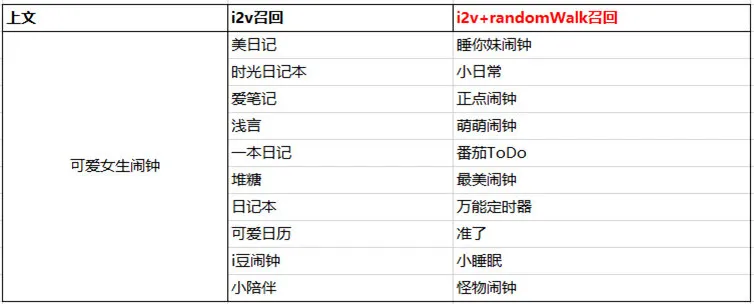 上文 i2v召回 i2v+randomWalk召回
美日记 睡你妹闹钟
时光日记本 小日常
爱笔记 正点闹钟
浅言 萌萌闹钟
可爱女生闹钟 一本日记 番茄ToDo
堆糖 最美闹钟
日记本 万能定时器
可爱日历 准了
i豆闹钟 小睡眠
小陪伴 怪物闹钟